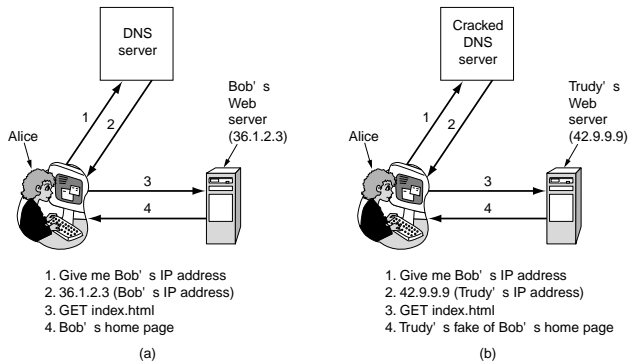 DNS
server
Bob' s
Web
server
(36.1.2.3)
Alice
1
2
3
4
1. Give me Bob' s IP address
2. 36.1.2.3 (Bob' s IP address)
3. GET index.html
4. Bob' s home page
(a)
Cracked
DNS
server
Trudy' s
Web
server
(42.9.9.9)
Alice
1
2
3
4
1. Give me Bob' s IP address
2. 42.9.9.9 (Trudy' s IP address)
3. GET index.html
4. Trudy' s fake of Bob' s home page
(b)